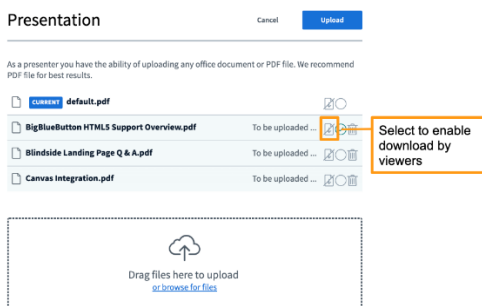 Presentation
Cancel
Upload
As a presenter you have the ability of uploading any office document or PDF file. We recommend
PDF file for best results.
CURRENT default.pdf
BigBlueButton HTML5 Support Overview.pdf To be uploaded ...
Blindside Landing Page Q & A.pdf To be uploaded ...
Canvas Integration.pdf To be uploaded ...
Select to enable
download by
viewers
Drag files here to upload
or browse for files